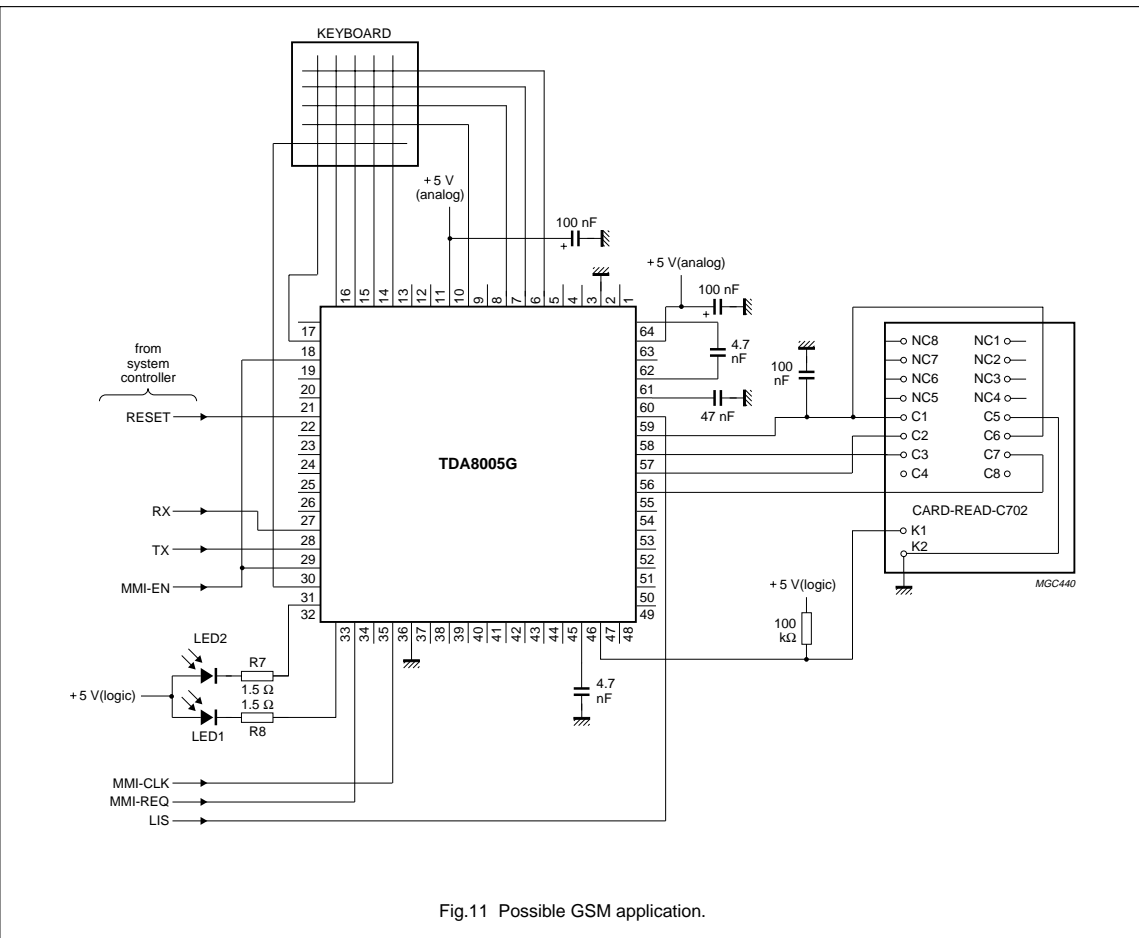 KEYBOARD
+ 5 V
(analog)
100 nF
+
+ 5 V(analog)
100 nF
+
16 15 14 13 12 11 10 9 8 7 6 5 4 3 2 1
17
18
19
20
21
22
23
24
25
26
27
28
29
30
31
32
64
63
62
61
60
59
58
57
56
55
54
53
52
51
50
49
33 34 35 36 37 38 39 40 41 42 43 44 45 46 47 48
TDA8005G
4.7
nF
47 nF
100
nF
from
system
controller
RESET
RX
TX
MMI-EN
LED2
R7
1.5 Ω
+ 5 V(logic)
1.5 Ω
LED1
R8
MMI-CLK
MMI-REQ
LIS
4.7
nF
+ 5 V(logic)
100
kΩ
NC8 NC1
NC7 NC2
NC6 NC3
NC5 NC4
C1 C5
C2 C6
C3 C7
C4 C8
CARD-READ-C702
K1
K2
MGC440
Fig.11 Possible GSM application.